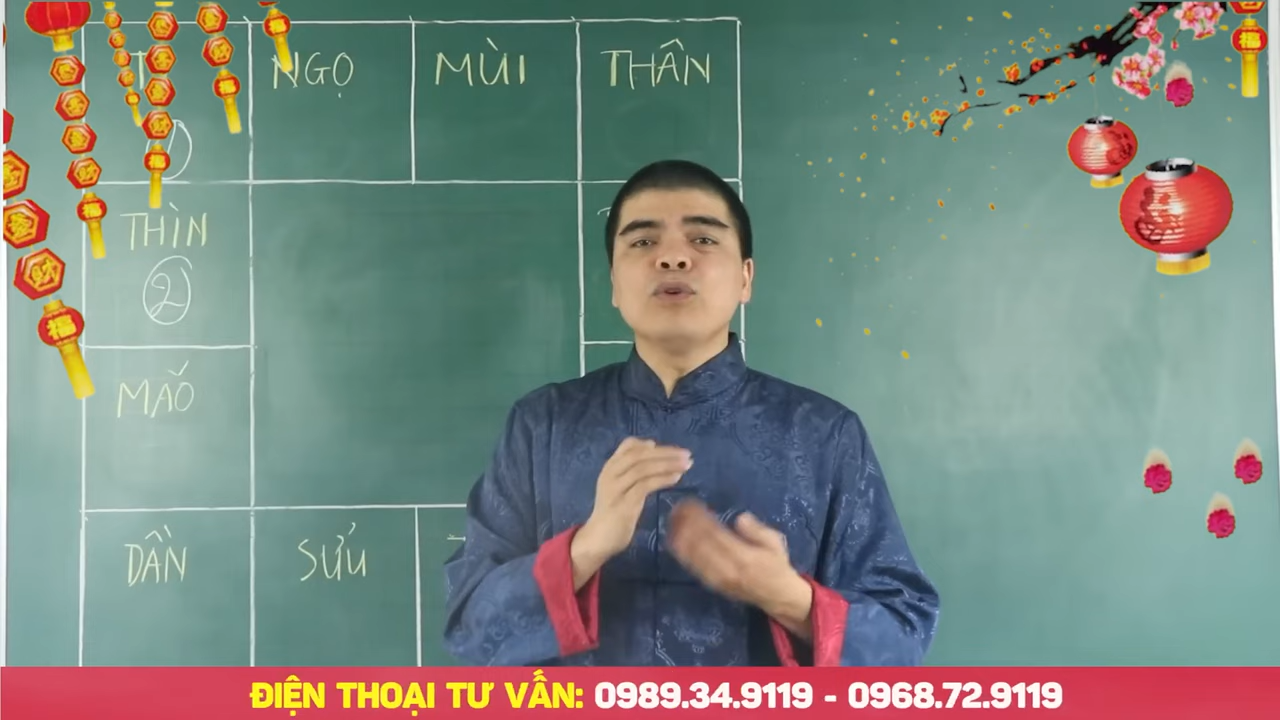 NGỌ
MÙI
THÂN
THÌN
2
MÃO
DẦN
SỬU
ĐIỆN THOẠI TƯ VẤN: 0989.34.9119 - 0968.72.9119